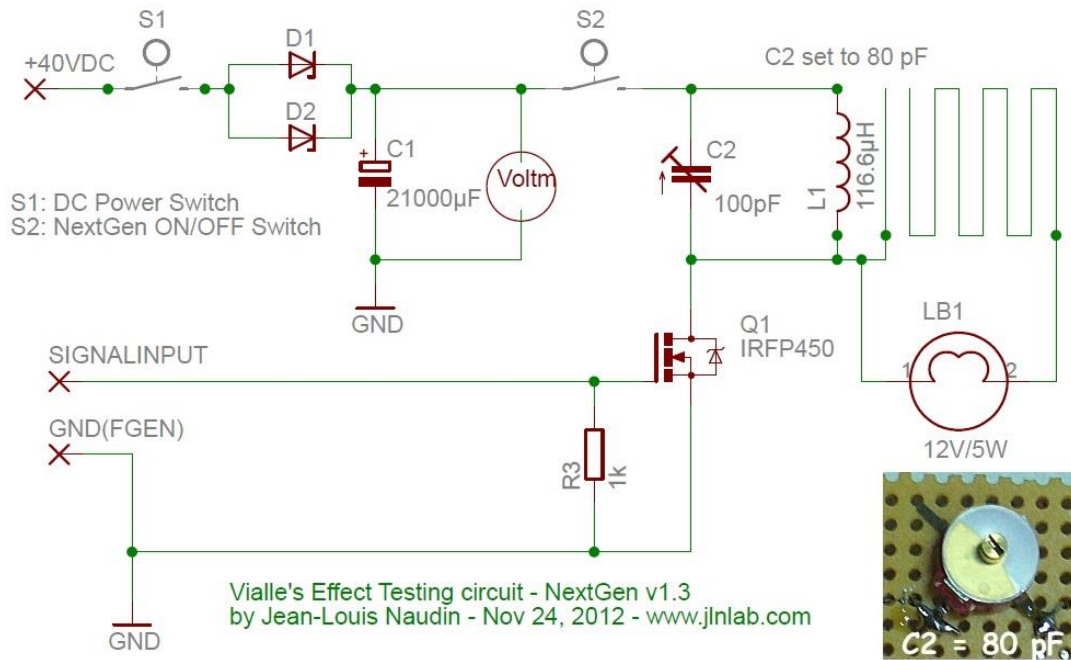 S1
S2
+40VDC
D1
C2 set to 80 pF
D2
C1
+
21000µF
Voltm
C2
100pF
L1
116.6µH
S1: DC Power Switch
S2: NextGen ON/OFF Switch
GND
Q1
IRFP450
LB1
1
2
12V/5W
SIGNALINPUT
GND(FGEN)
R3
1k
GND
Vialle's Effect Testing circuit - NextGen v1.3
by Jean-Louis Naudin - Nov 24, 2012 - www.jlnlab.com
C2 = 80 pF